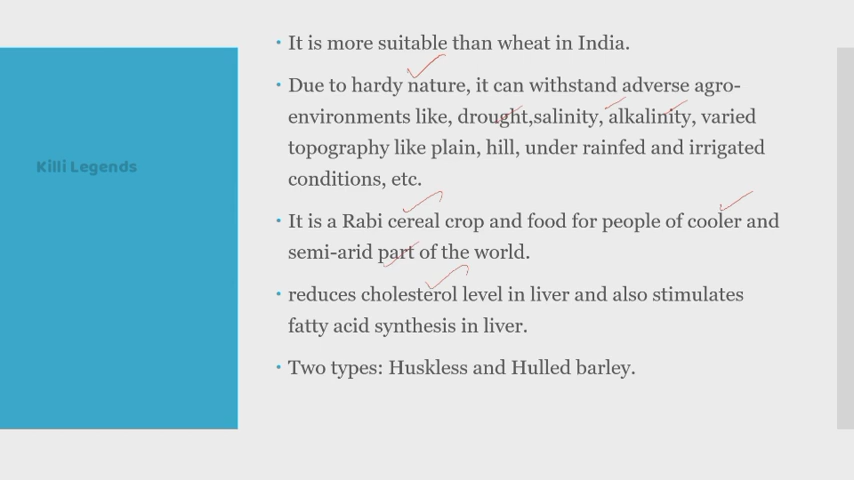 Killi Legends
• It is more suitable than wheat in India.
• Due to hardy nature, it can withstand adverse agro-
environments like, drought,salinity, alkalinity, varied
topography like plain, hill, under rainfed and irrigated
conditions, etc.
• It is a Rabi cereal crop and food for people of cooler and
semi-arid part of the world.
• reduces cholesterol level in liver and also stimulates
fatty acid synthesis in liver.
• Two types: Huskless and Hulled barley.